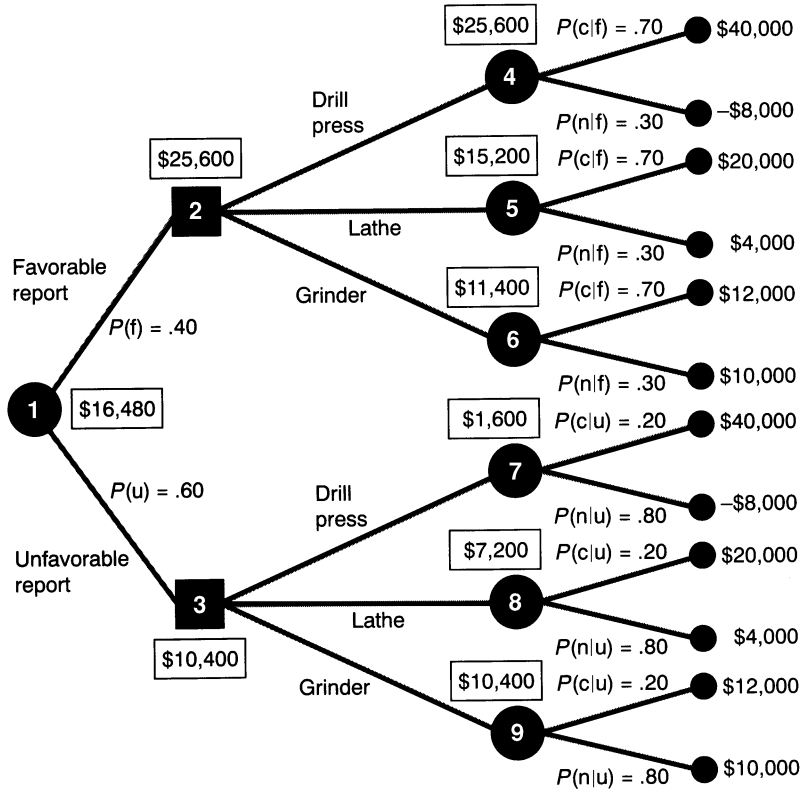 $25,600
P(c|f) = .70
$40,000
4
Drill
press
–$8,000
P(n|f) = .30
$25,600
$15,200
P(c|f) = .70
$20,000
2
5
Lathe
$4,000
P(n|f) = .30
Favorable
report
Grinder
$11,400
P(c|f) = .70
$12,000
P(f) = .40
6
$10,000
P(n|f) = .30
1
$16,480
$1,600
P(c|u) = .20
$40,000
7
P(u) = .60
Drill
press
–$8,000
P(n|u) = .80
Unfavorable
report
$7,200
P(c|u) = .20
$20,000
3
8
Lathe
$4,000
P(n|u) = .80
$10,400
Grinder
$10,400
P(c|u) = .20
$12,000
9
$10,000
P(n|u) = .80